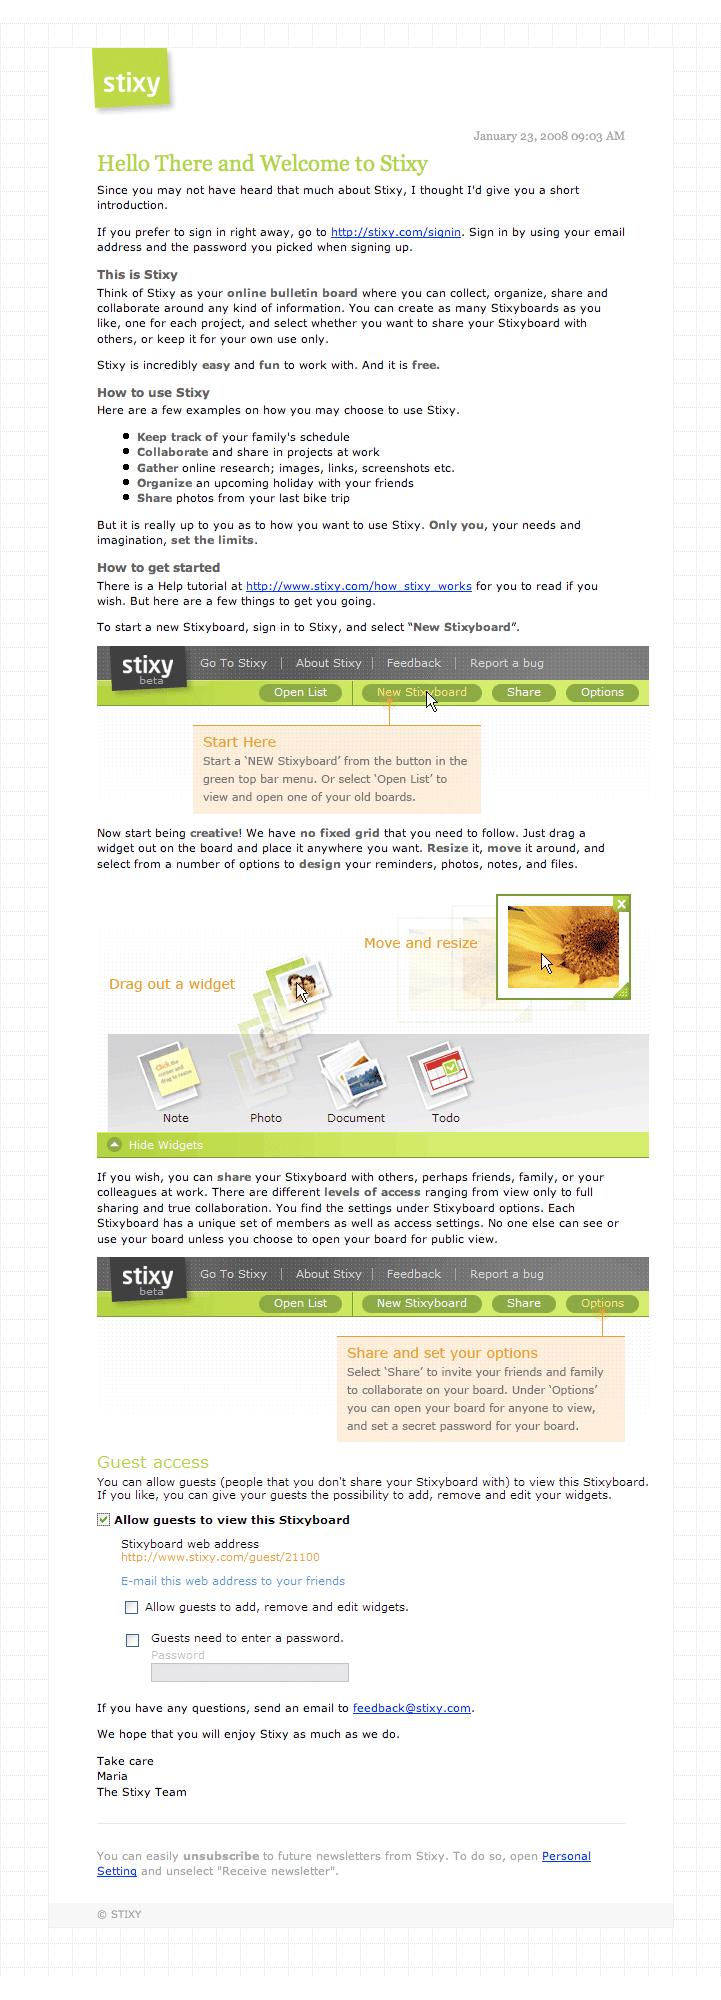 stixy
January 23, 2008 09:03 AM
Hello There and Welcome to Stixy
Since you may not have heard that much about Stixy, I thought I'd give you a short
introduction.
If you prefer to sign in right away, go to http://stixy.com/signin. Sign in by using your email
address and the password you picked when signing up.
This is Stixy
Think of Stixy as your online bulletin board where you can collect, organize, share and
collaborate around any kind of information. You can create as many Stixyboards as you
like, one for each project, and select whether you want to share your Stixyboard with
others, or keep it for your own use only.
Stixy is incredibly easy and fun to work with. And it is free.
How to use Stixy
Here are a few examples on how you may choose to use Stixy.
Keep track of your family's schedule
Collaborate and share in projects at work
Gather online research; images, links, screenshots etc.
Organize an upcoming holiday with your friends
Share photos from your last bike trip
But it is really up to you as to how you want to use Stixy. Only you, your needs and
imagination, set the limits.
How to get started
There is a Help tutorial at http://www.stixy.com/how_stixy_works for you to read if you
wish. But here are a few things to get you going.
To start a new Stixyboard, sign in to Stixy, and select “New Stixyboard”.
stixy Go To Stixy | About Stixy | Feedback | Report a bug
beta
Open List New Stixyboard Share Options
Start Here
Start a ‘NEW Stixyboard’ from the button in the
green top bar menu. Or select ‘Open List’ to
view and open one of your old boards.
Now start being creative! We have no fixed grid that you need to follow. Just drag a
widget out on the board and place it anywhere you want. Resize it, move it around, and
select from a number of options to design your reminders, photos, notes, and files.
Move and resize
Drag out a widget
Click the
corner and
drag to resize
Note Photo Document Todo
Hide Widgets
If you wish, you can share your Stixyboard with others, perhaps friends, family, or your
colleagues at work. There are different levels of access ranging from view only to full
sharing and true collaboration. You find the settings under Stixyboard options. Each
Stixyboard has a unique set of members as well as access settings. No one else can see or
use your board unless you choose to open your board for public view.
stixy Go To Stixy | About Stixy | Feedback | Report a bug
beta
Open List New Stixyboard Share Options
Share and set your options
Select ‘Share’ to invite your friends and family
to collaborate on your board. Under ‘Options’
you can open your board for anyone to view,
and set a secret password for your board.
Guest access
You can allow guests (people that you don't share your Stixyboard with) to view this Stixyboard.
If you like, you can give your guests the possibility to add, remove and edit your widgets.
Allow guests to view this Stixyboard
Stixyboard web address
http://www.stixy.com/guest/21100
E-mail this web address to your friends
Allow guests to add, remove and edit widgets.
Guests need to enter a password.
Password
If you have any questions, send an email to feedback@stixy.com.
We hope that you will enjoy Stixy as much as we do.
Take care
Maria
The Stixy Team
You can easily unsubscribe to future newsletters from Stixy. To do so, open Personal
Setting and unselect "Receive newsletter".
© STIXY